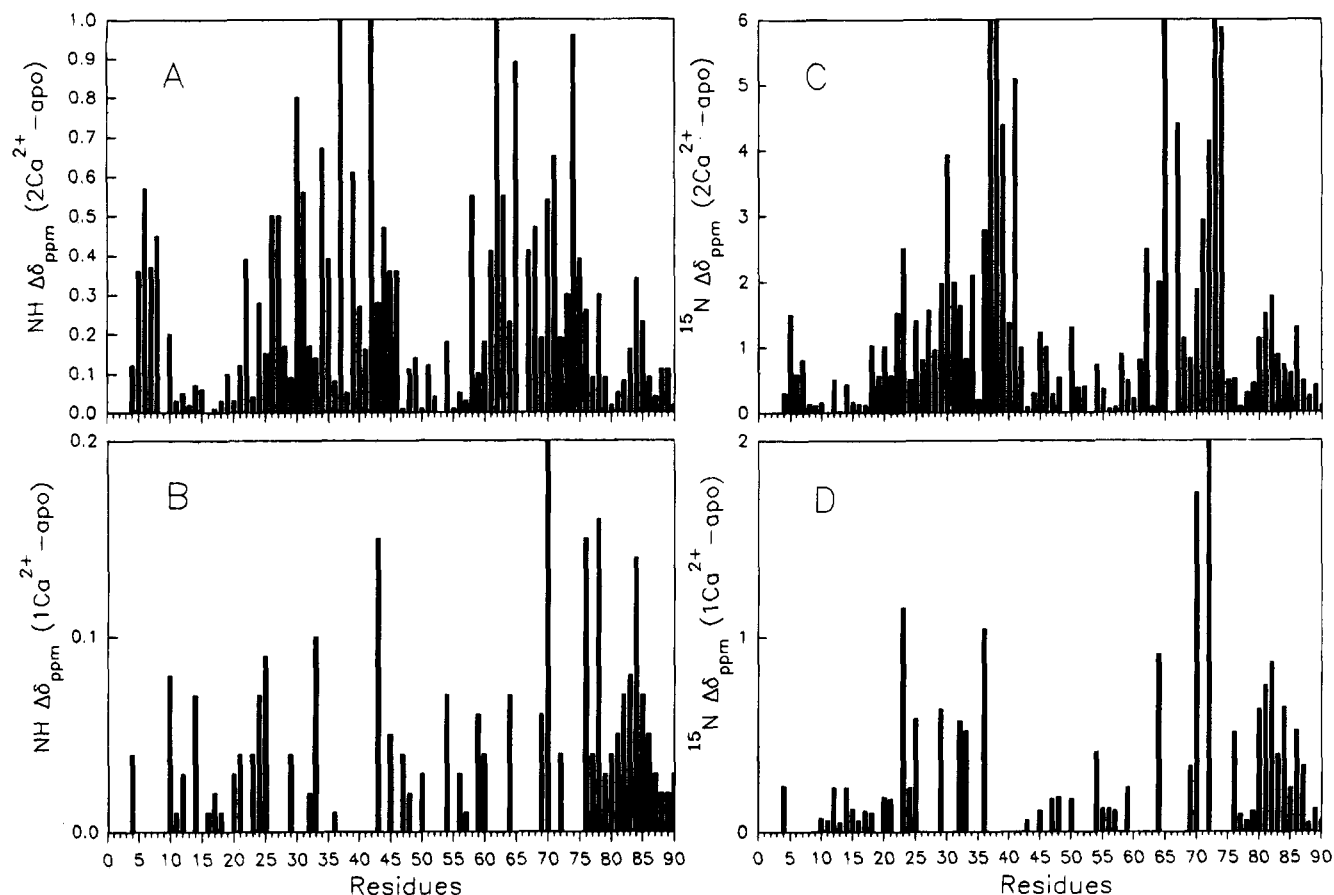 A
NH Δδppm (2Ca2+−apo)
1.0
0.9
0.8
0.7
0.6
0.5
0.4
0.3
0.2
0.1
0.0
C
15N Δδppm (2Ca2+−apo)
6
5
4
3
2
1
0
B
NH Δδppm (1Ca2+−apo)
0.2
0.1
0.0
0 5 10 15 20 25 30 35 40 45 50 55 60 65 70 75 80 85 90
Residues
D
15N Δδppm (1Ca2+−apo)
2
1
0
0 5 10 15 20 25 30 35 40 45 50 55 60 65 70 75 80 85 90
Residues